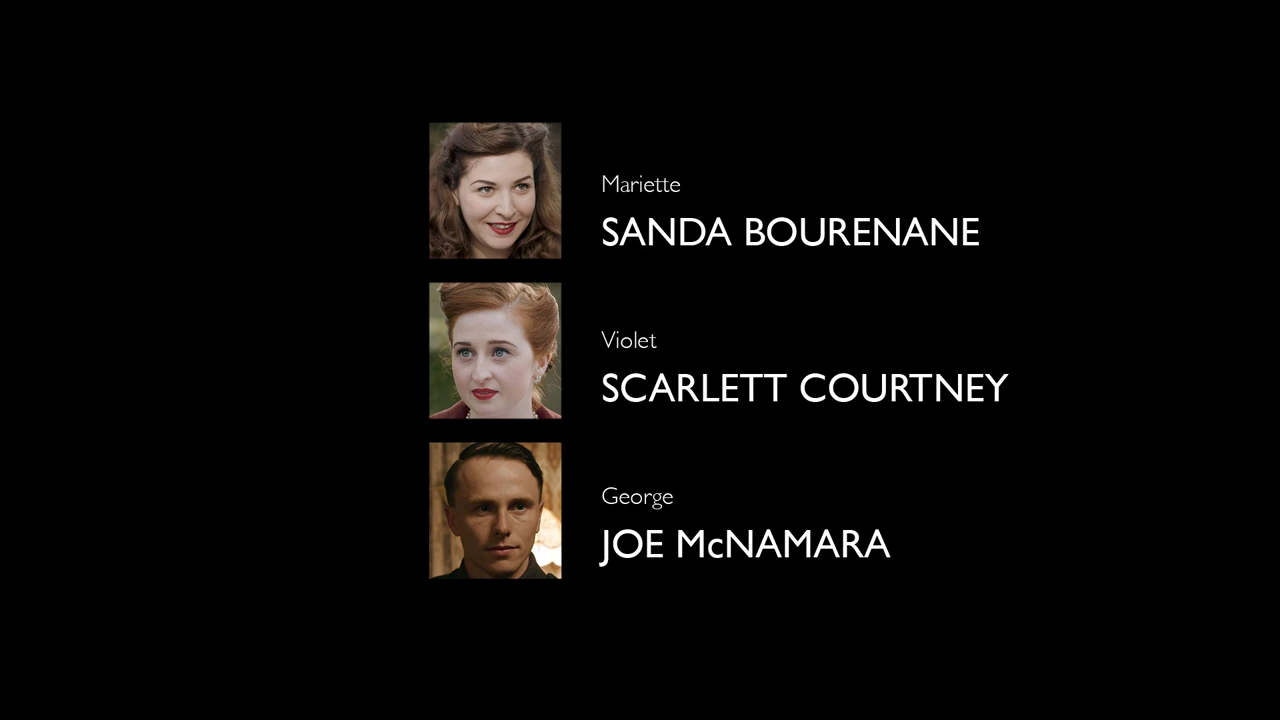 Mariette
SANDA BOURENANE
Violet
SCARLETT COURTNEY
George
JOE McNAMARA